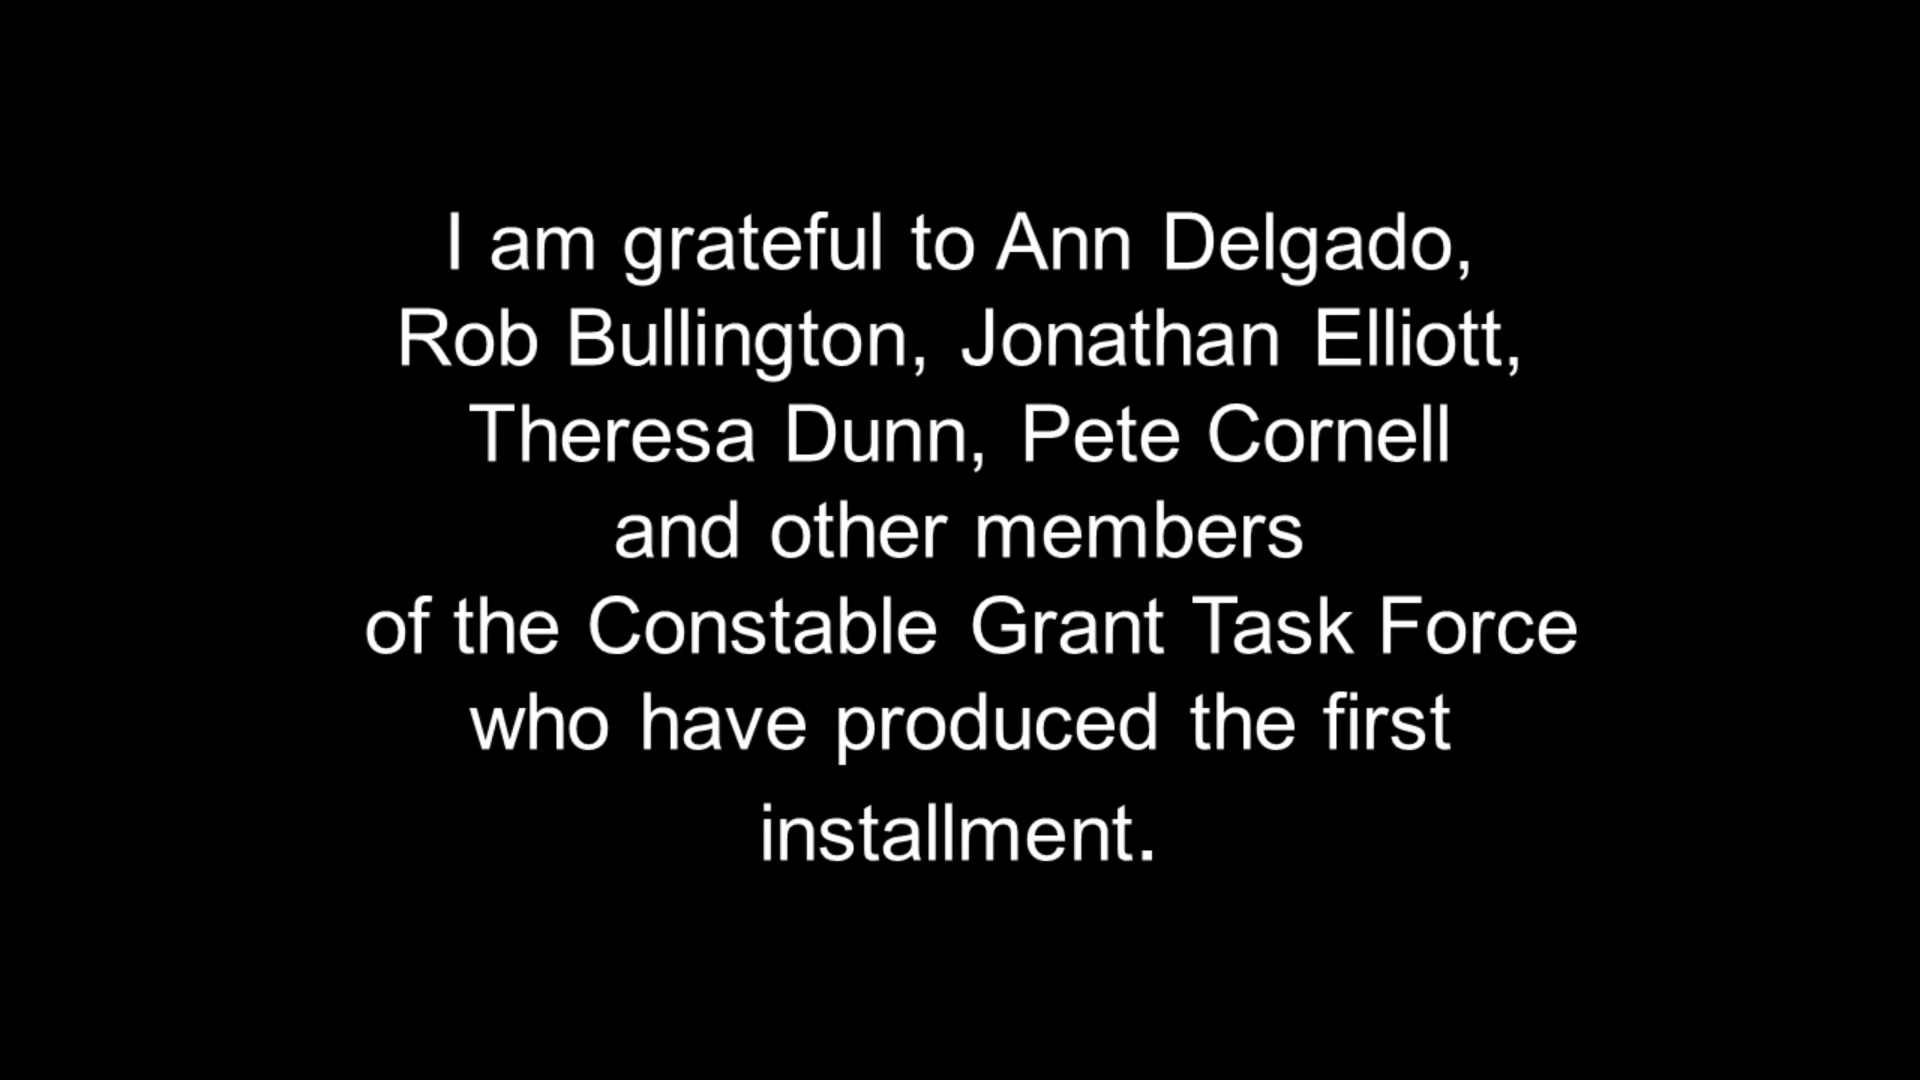 I am grateful to Ann Delgado,
Rob Bullington, Jonathan Elliott,
Theresa Dunn, Pete Cornell
and other members
of the Constable Grant Task Force
who have produced the first
installment.